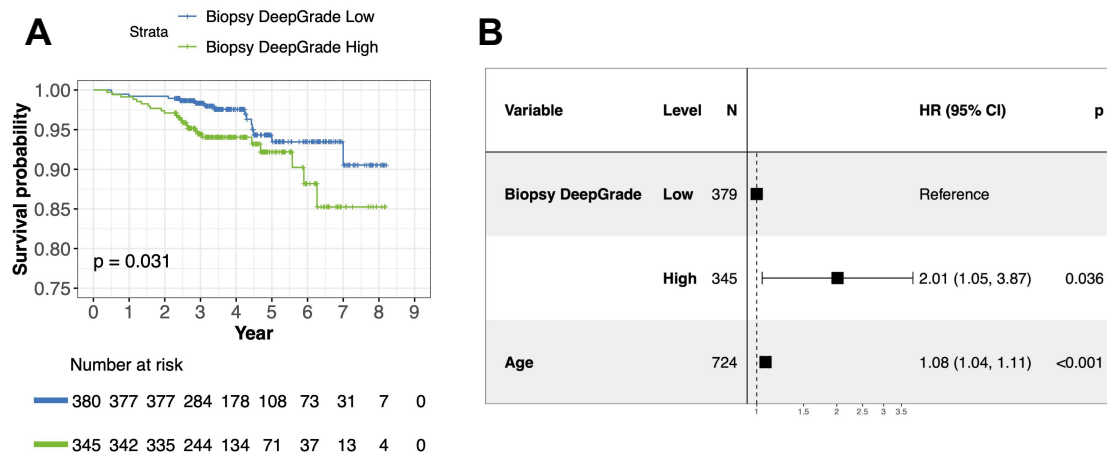 A
Strata
Biopsy DeepGrade Low
Biopsy DeepGrade High
Survival probability
1.00
0.95
0.90
0.85
0.80
0.75
p = 0.031
0 1 2 3 4 5 6 7 8 9
Year
Number at risk
380 377 377 284 178 108 73 31 7 0
345 342 335 244 134 71 37 13 4 0
B
Variable Level N HR (95% CI) p
Biopsy DeepGrade Low 379 Reference
High 345 2.01 (1.05, 3.87) 0.036
Age 724 1.08 (1.04, 1.11) <0.001
1 1.5 2 2.5 3 3.5